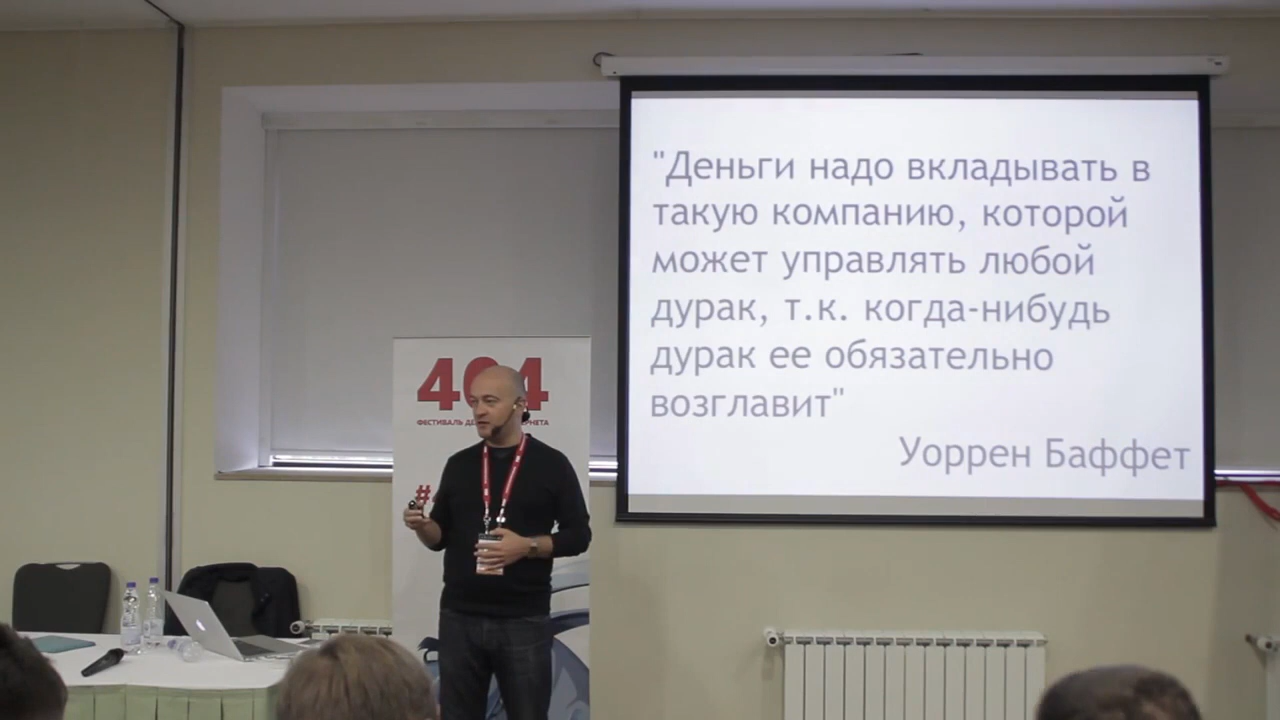 "Деньги надо вкладывать в
такую компанию, которой
может управлять любой
дурак, т.к. когда-нибудь
дурак ее обязательно
возглавит"
Уоррен Баффет
404
ФЕСТИВАЛЬ
#